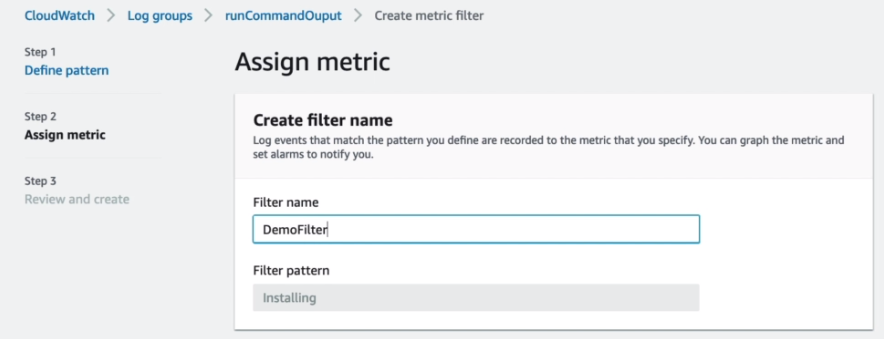 CloudWatch > Log groups > runCommandOuput > Create metric filter
Step 1
Define pattern
Step 2
Assign metric
Step 3
Review and create
Assign metric
Create filter name
Log events that match the pattern you define are recorded to the metric that you specify. You can graph the metric and
set alarms to notify you.
Filter name
DemoFilter
Filter pattern
Installing